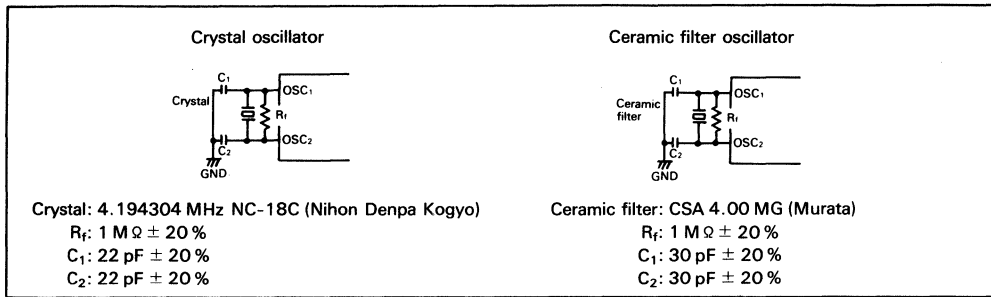 Crystal oscillator
C₁
OSC₁
Crystal
Rf
OSC₂
C₂
GND
Crystal: 4.194304 MHz NC-18C (Nihon Denpa Kogyo)
Rf: 1 M Ω ± 20 %
C₁: 22 pF ± 20 %
C₂: 22 pF ± 20 %
Ceramic filter oscillator
C₁
OSC₁
Ceramic
filter
Rf
OSC₂
C₂
GND
Ceramic filter: CSA 4.00 MG (Murata)
Rf: 1 M Ω ± 20 %
C₁: 30 pF ± 20 %
C₂: 30 pF ± 20 %